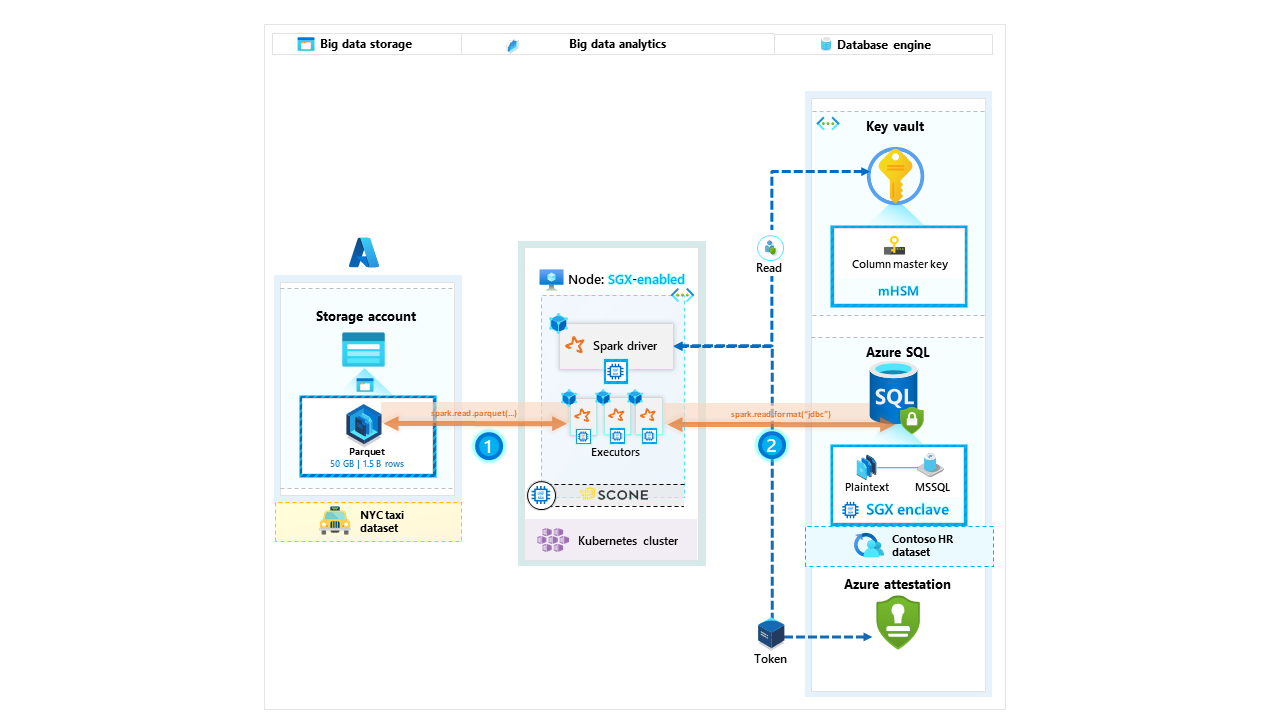 Big data storage
Big data analytics
Database engine
Key vault
Column master key
mHSM
Read
Node: SGX-enabled
Storage account
Spark driver
Azure SQL
SQL
spark.read.parquet(...)
spark.read.format("jdbc")
1
2
Parquet
50 GB | 1.5 B rows
Executors
Plaintext
MSSQL
SCONE
SGX enclave
NYC taxi
dataset
Kubernetes cluster
Contoso HR
dataset
Azure attestation
Token